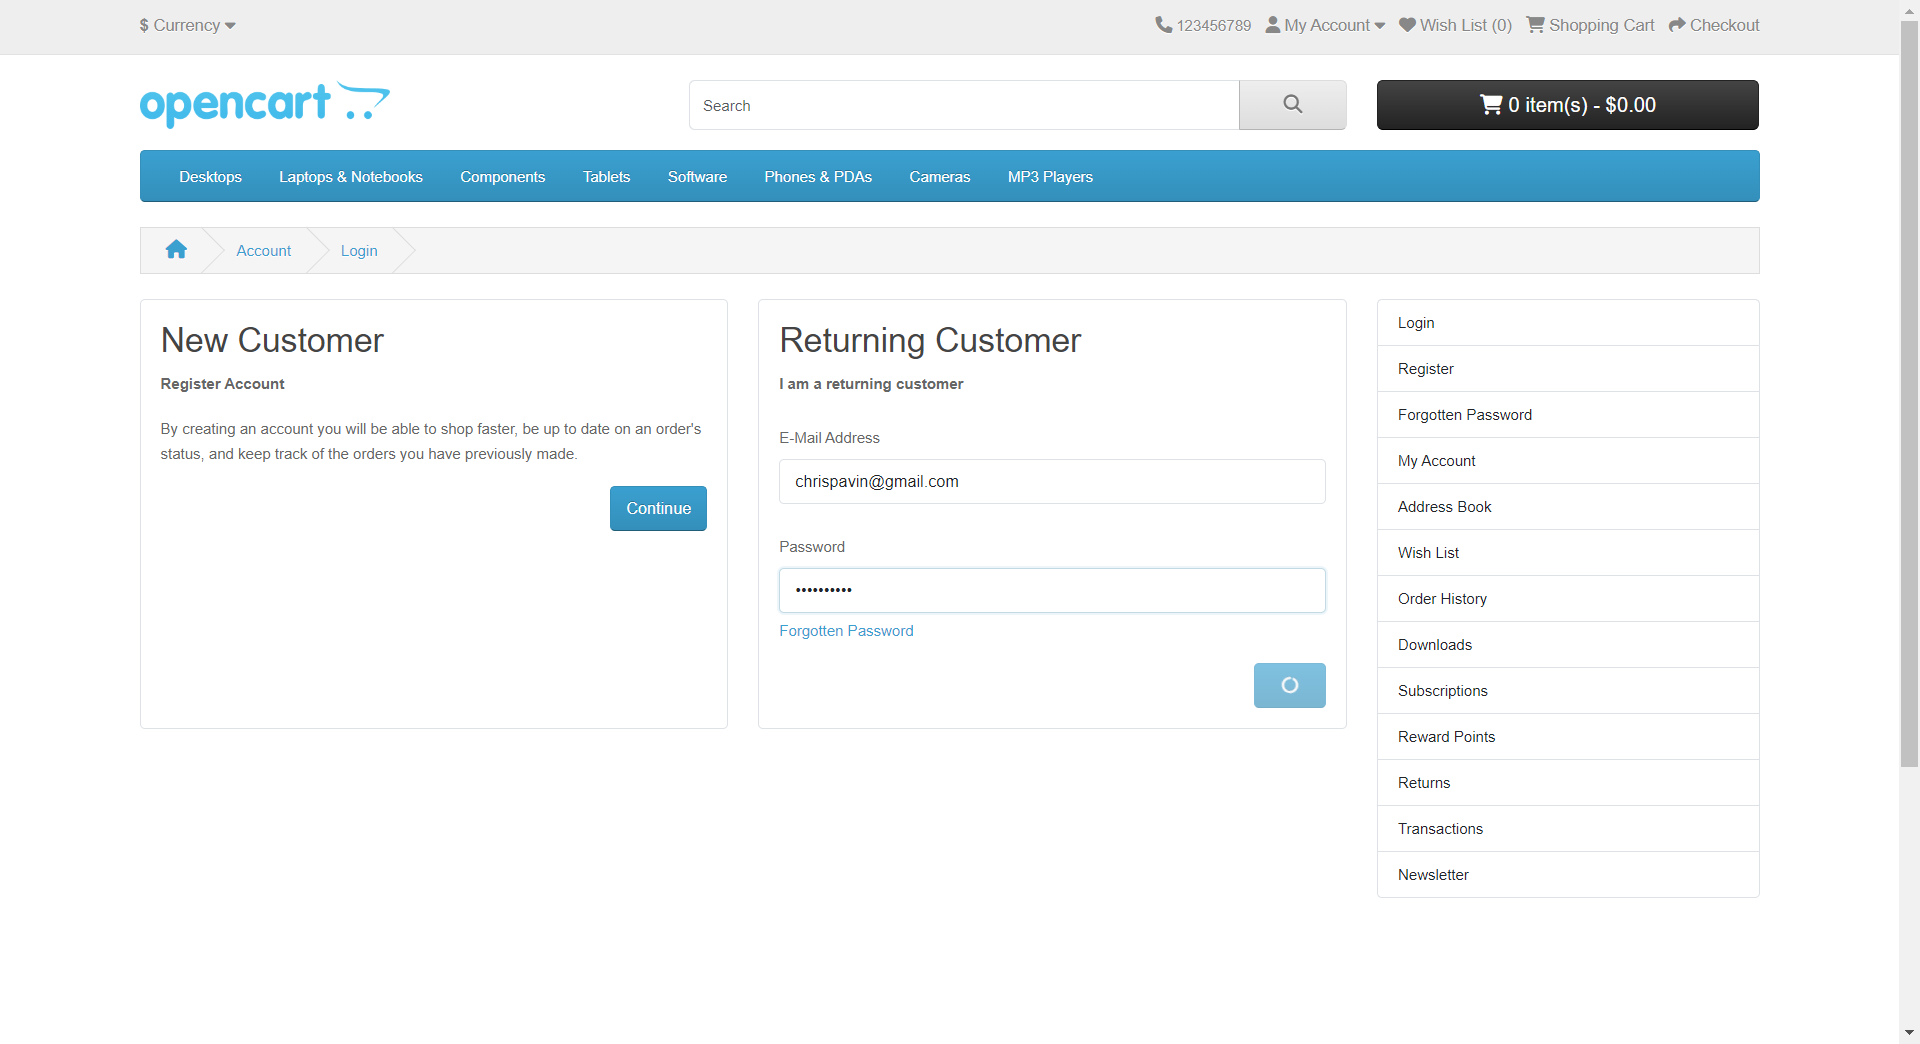 $ Currency
123456789 My Account Wish List (0) Shopping Cart Checkout
opencart
Search
0 item(s) - $0.00
Desktops Laptops & Notebooks Components Tablets Software Phones & PDAs Cameras MP3 Players
Account Login
New Customer
Register Account
By creating an account you will be able to shop faster, be up to date on an order's
status, and keep track of the orders you have previously made.
Continue
Returning Customer
I am a returning customer
E-Mail Address
chrispavin@gmail.com
Password
••••••••••
Forgotten Password
Login
Register
Forgotten Password
My Account
Address Book
Wish List
Order History
Downloads
Subscriptions
Reward Points
Returns
Transactions
Newsletter